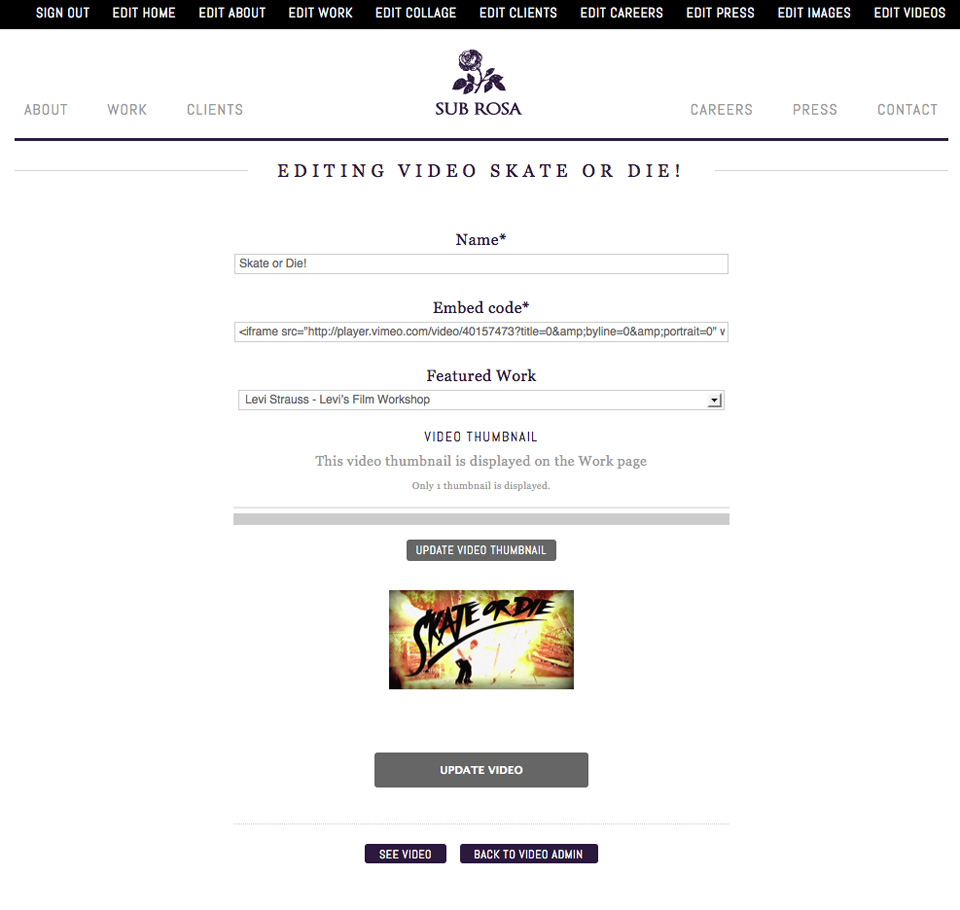 SIGN OUT EDIT HOME EDIT ABOUT EDIT WORK EDIT COLLAGE EDIT CLIENTS EDIT CAREERS EDIT PRESS EDIT IMAGES EDIT VIDEOS
ABOUT WORK CLIENTS SUB ROSA CAREERS PRESS CONTACT
EDITING VIDEO SKATE OR DIE!
Name*
Skate or Die!
Embed code*
<iframe src="http://player.vimeo.com/video/40157473?title=0&amp;byline=0&amp;portrait=0" w
Featured Work
Levi Strauss - Levi's Film Workshop
VIDEO THUMBNAIL
This video thumbnail is displayed on the Work page
Only 1 thumbnail is displayed.
UPDATE VIDEO THUMBNAIL
SKATE OR DIE
UPDATE VIDEO
SEE VIDEO BACK TO VIDEO ADMIN